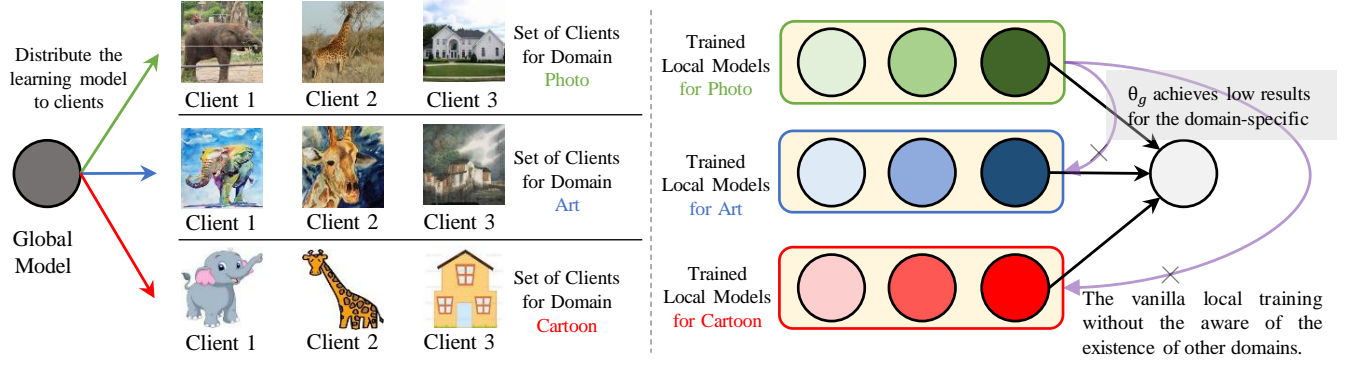 Distribute the
learning model
to clients
Global
Model
Client 1
Client 2
Client 3
Set of Clients
for Domain
Photo
Client 1
Client 2
Client 3
Set of Clients
for Domain
Art
Client 1
Client 2
Client 3
Set of Clients
for Domain
Cartoon
Trained
Local Models
for Photo
Trained
Local Models
for Art
Trained
Local Models
for Cartoon
θg achieves low results
for the domain-specific
The vanilla local training
without the aware of the
existence of other domains.